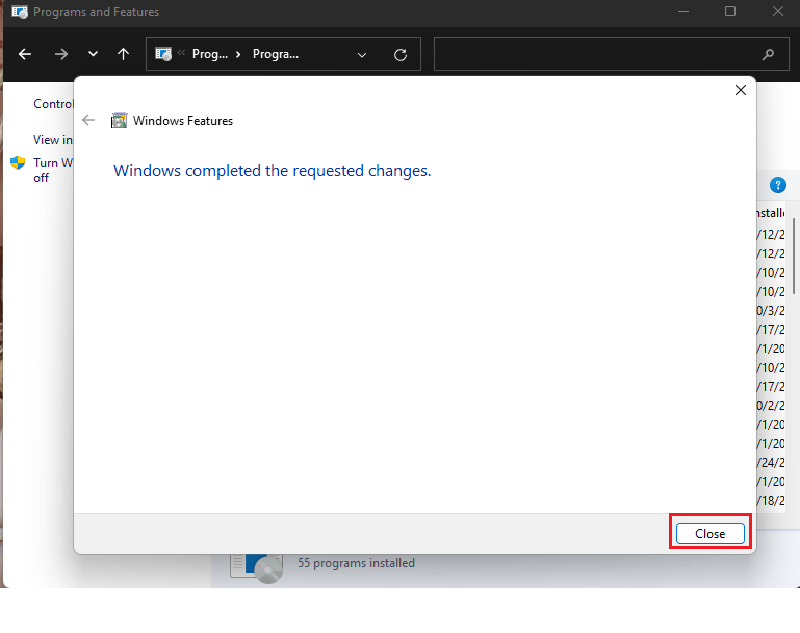 Programs and Features
Prog... Progra...
Windows Features
Windows completed the requested changes.
View in
Turn W
off
/12/2
/12/2
/10/2
/10/2
0/3/2
/17/2
/1/20
/10/2
/17/2
0/2/2
/1/20
/1/20
/24/2
/1/20
/18/2
Close
55 programs installed